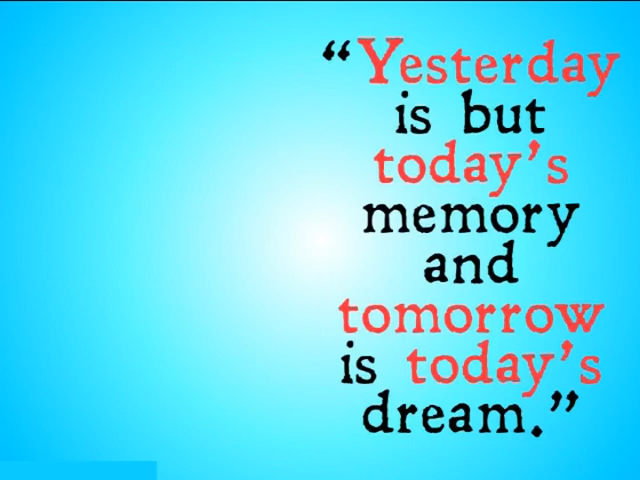 “Yesterday
is but
today’s
memory
and
tomorrow
is today’s
dream.”